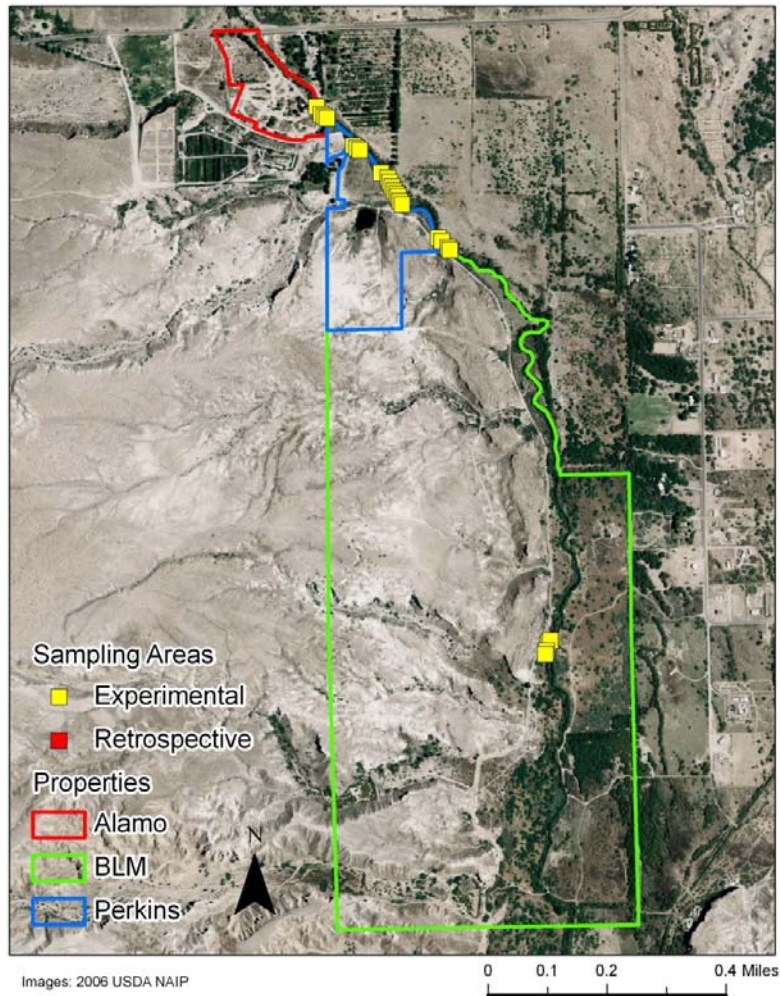 Sampling Areas
Experimental
Retrospective
Properties
Alamo
BLM
Perkins
N
Images: 2006 USDA NAIP
0 0.1 0.2 0.4 Miles